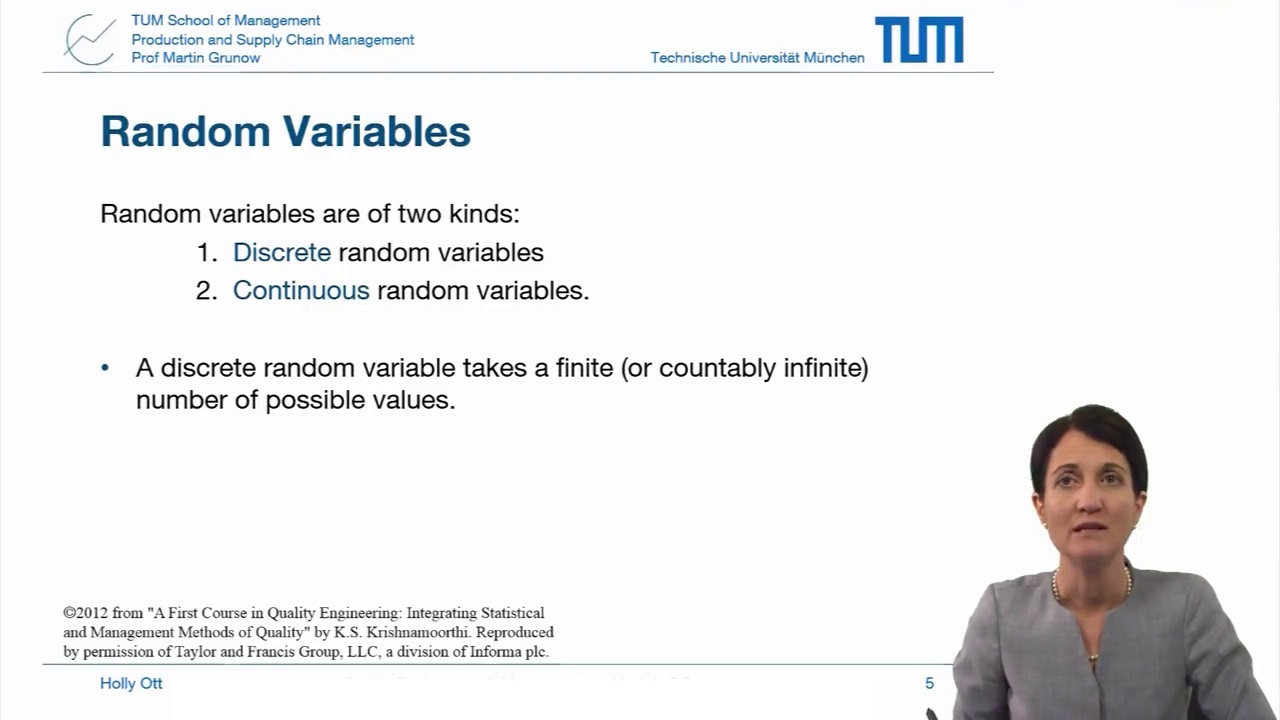 TUM School of Management
Production and Supply Chain Management
Prof Martin Grunow
Technische Universität München
TUM
Random Variables
Random variables are of two kinds:
1. Discrete random variables
2. Continuous random variables.
• A discrete random variable takes a finite (or countably infinite)
number of possible values.
©2012 from "A First Course in Quality Engineering: Integrating Statistical
and Management Methods of Quality" by K.S. Krishnamoorthi. Reproduced
by permission of Taylor and Francis Group, LLC, a division of Informa plc.
Holly Ott
5